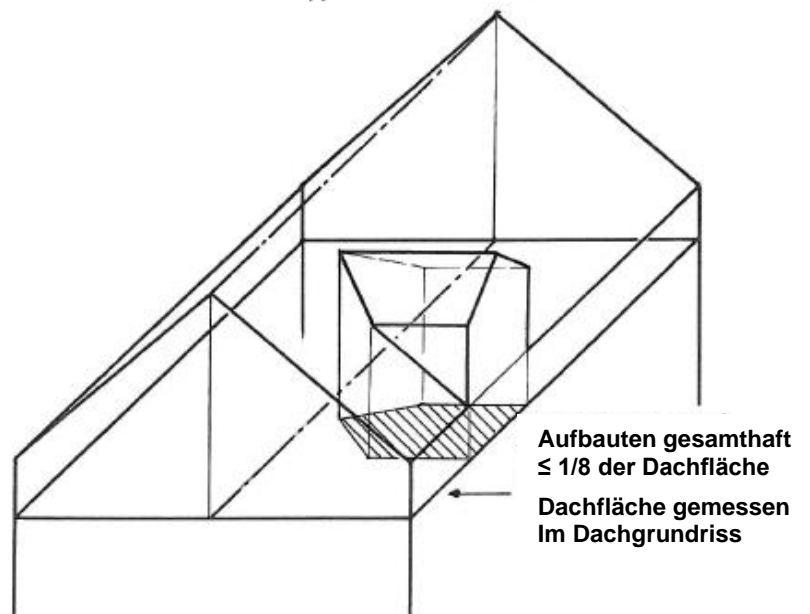 Aufbauten gesamthaft
≤ 1/8 der Dachfläche
Dachfläche gemessen
Im Dachgrundriss